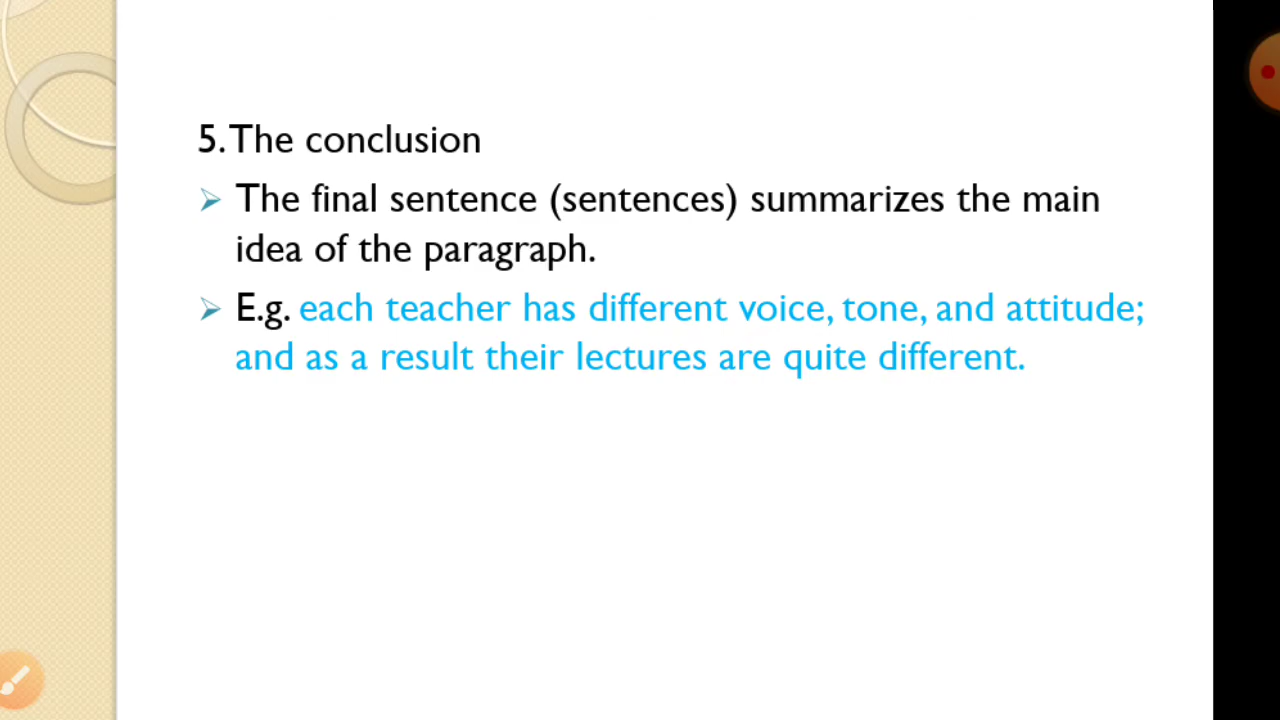 5. The conclusion
The final sentence (sentences) summarizes the main
idea of the paragraph.
E.g. each teacher has different voice, tone, and attitude;
and as a result their lectures are quite different.